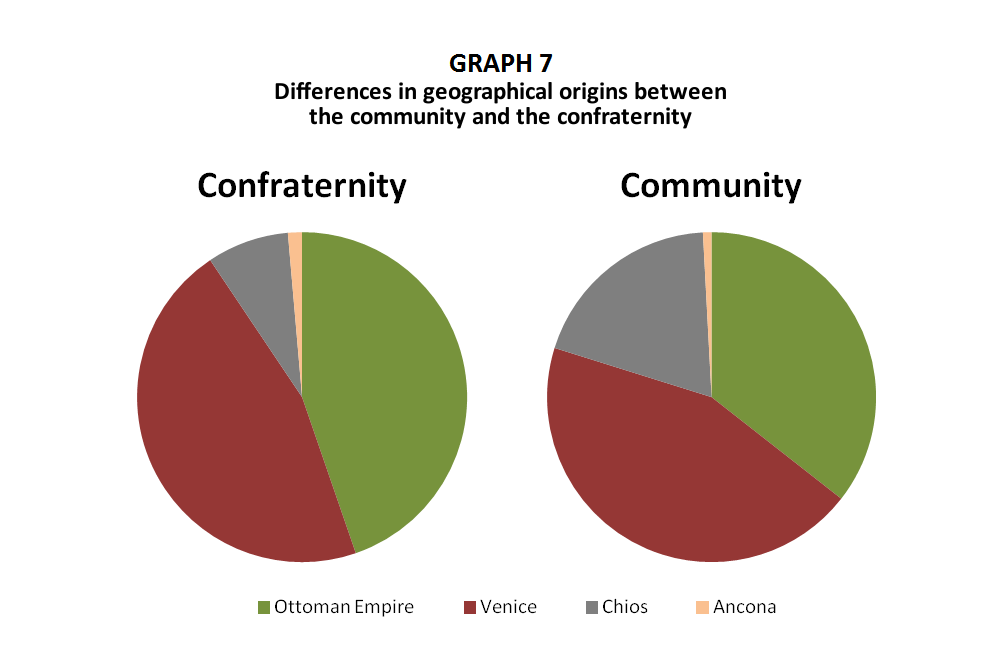 GRAPH 7
Differences in geographical origins between
the community and the confraternity
Confraternity
Community
Ottoman Empire
Venice
Chios
Ancona